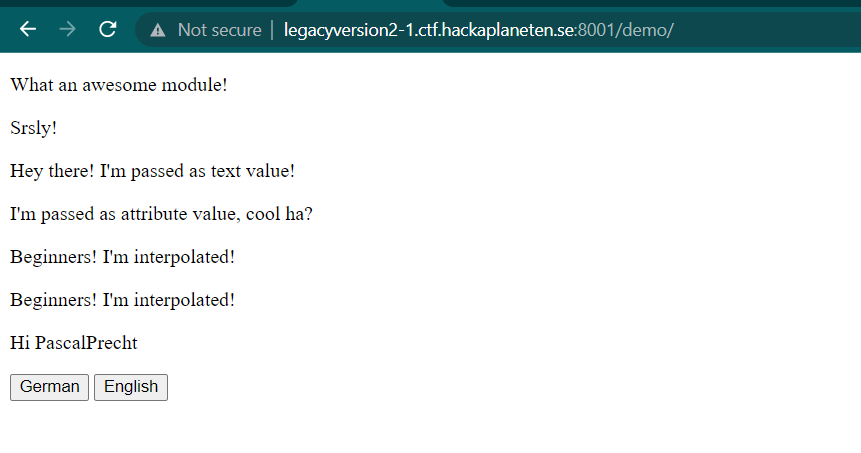 Not secure | legacyversion2-1.ctf.hackaplaneten.se:8001/demo/
What an awesome module!
Srsly!
Hey there! I'm passed as text value!
I'm passed as attribute value, cool ha?
Beginners! I'm interpolated!
Beginners! I'm interpolated!
Hi PascalPrecht
German English